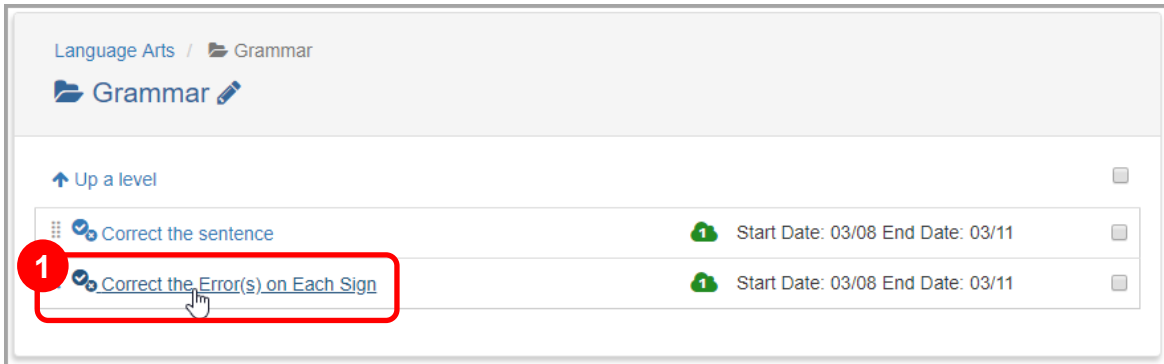 Language Arts / Grammar
Grammar
Up a level
Correct the sentence 1 Start Date: 03/08 End Date: 03/11
1
Correct the Error(s) on Each Sign 1 Start Date: 03/08 End Date: 03/11